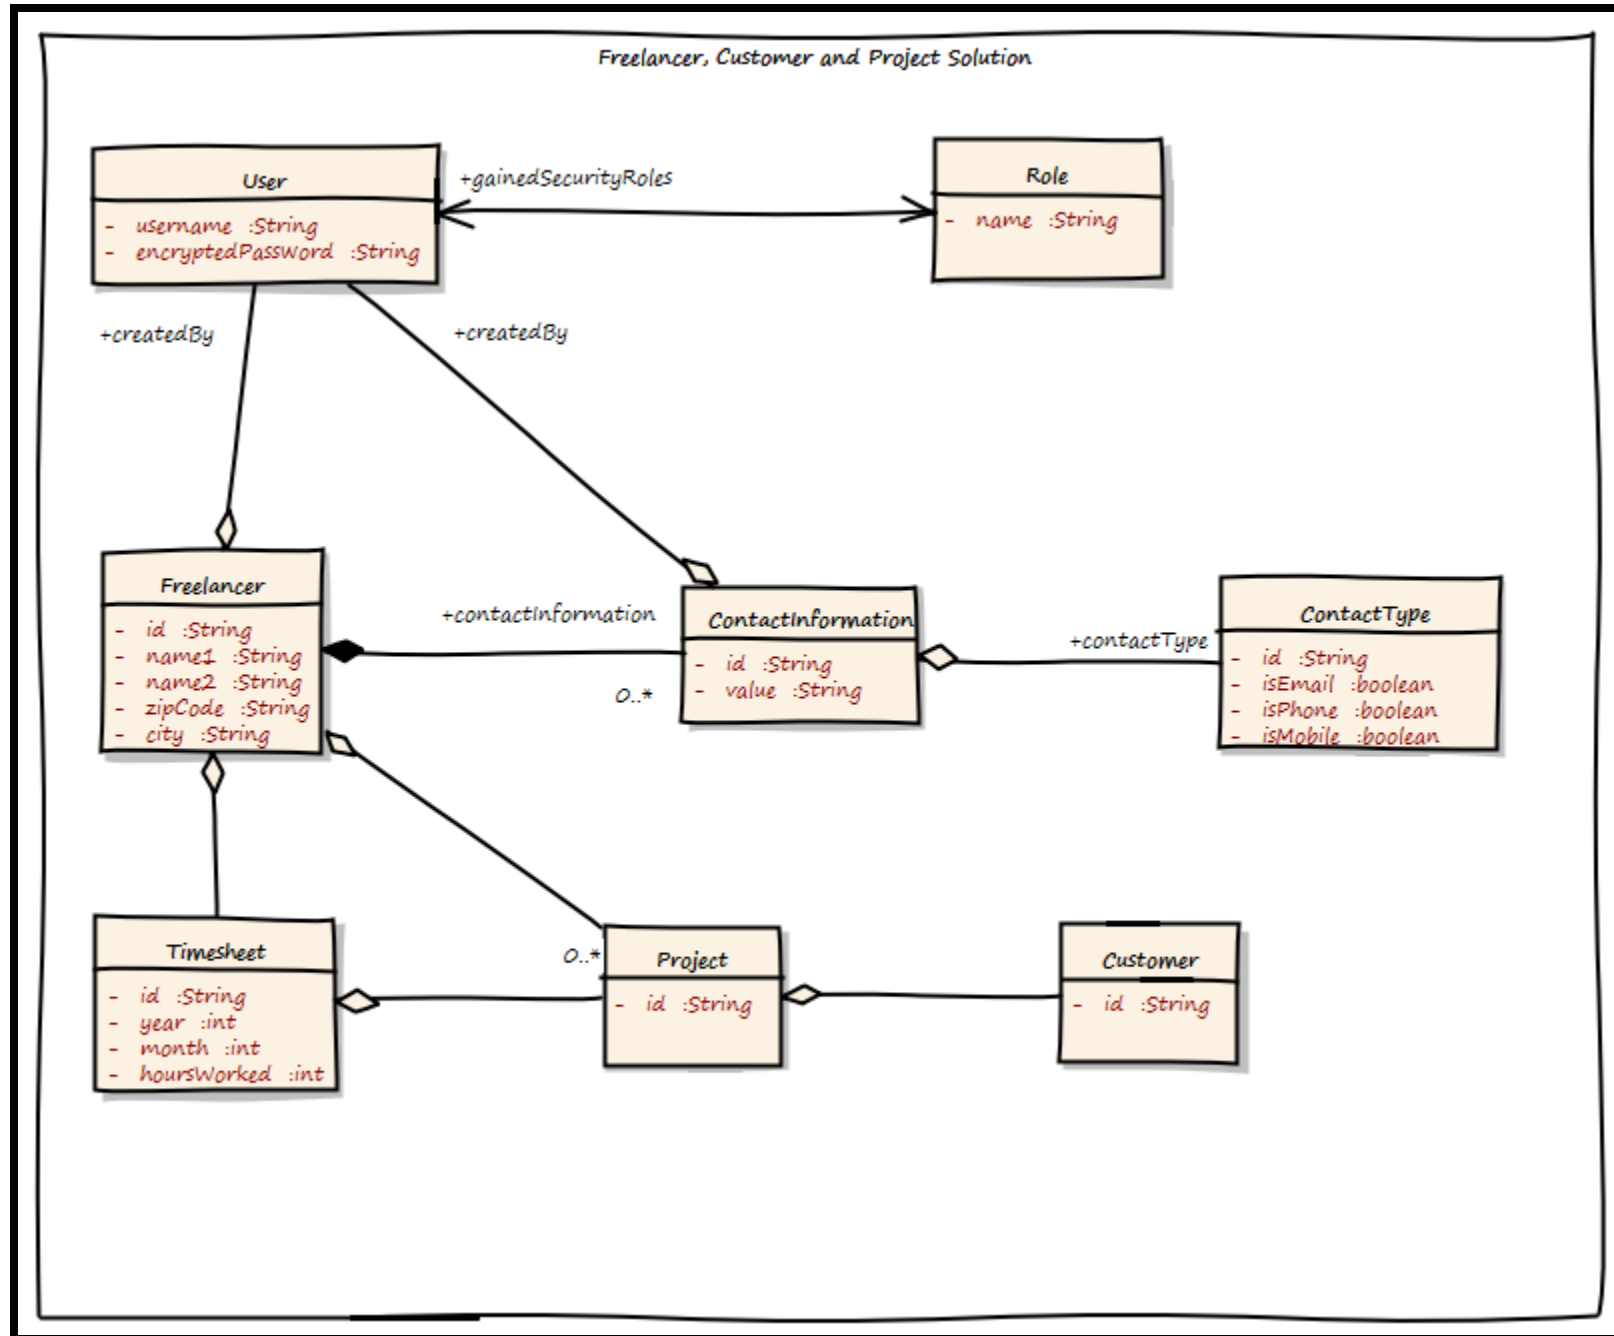 Freelancer, Customer and Project Solution
User
- username :String
- encryptedPassword :String
+gainedSecurityRoles
Role
- name :String
+createdBy
+createdBy
Freelancer
- id :String
- name1 :String
- name2 :String
- zipCode :String
- city :String
+contactInformation
0..*
ContactInformation
- id :String
- value :String
+contactType
ContactType
- id :String
- isEmail :boolean
- isPhone :boolean
- isMobile :boolean
Timesheet
- id :String
- year :int
- month :int
- hoursWorked :int
0..*
Project
- id :String
Customer
- id :String